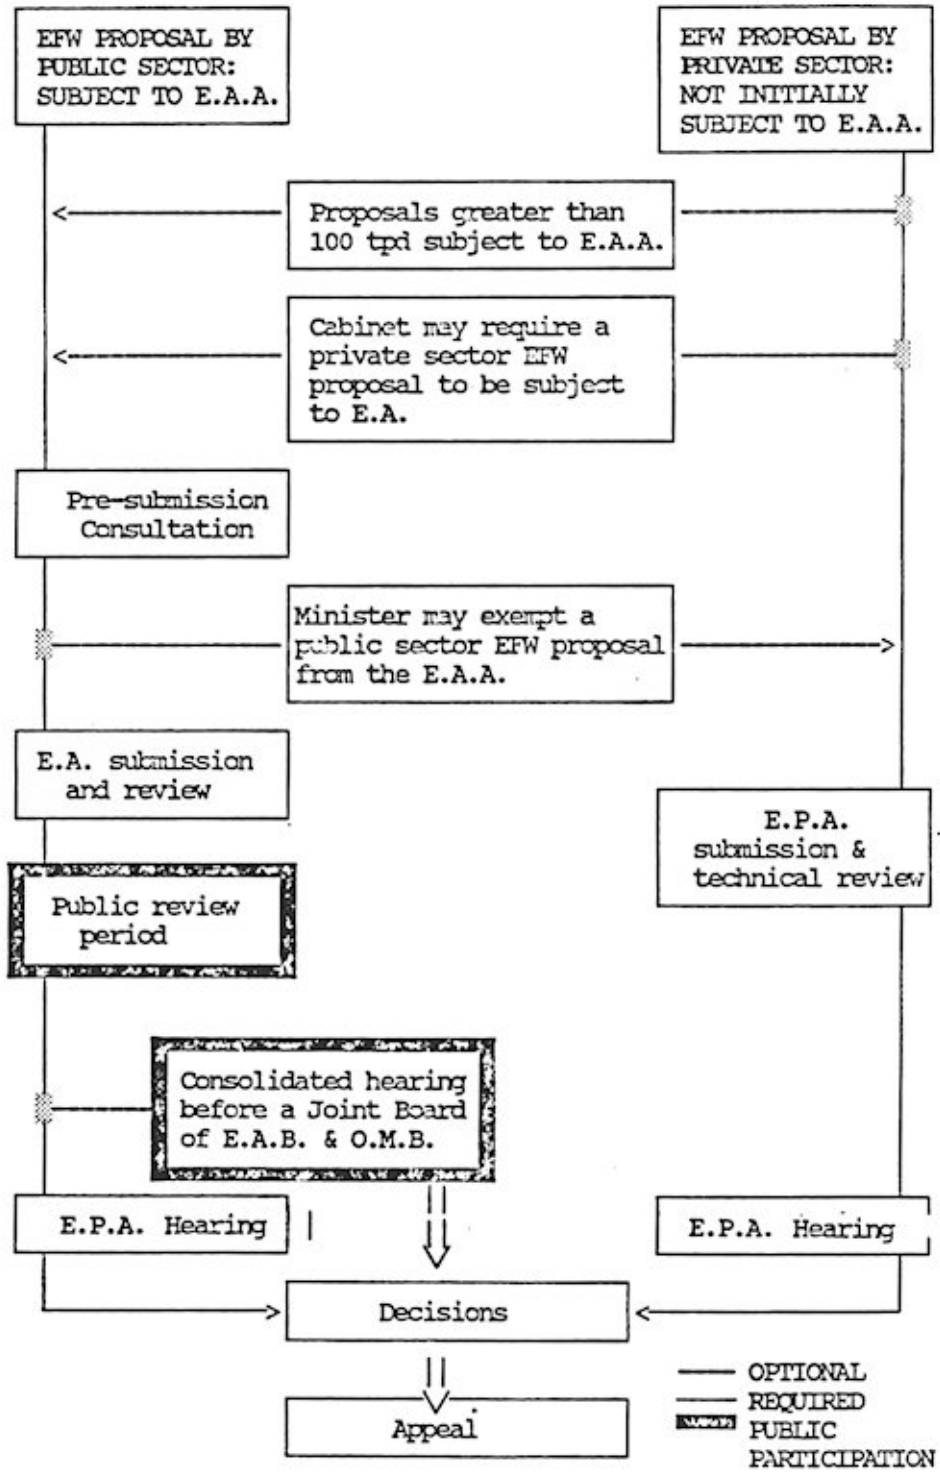 EFW PROPOSAL BY
PUBLIC SECTOR:
SUBJECT TO E.A.A.
EFW PROPOSAL BY
PRIVATE SECTOR:
NOT INITIALLY
SUBJECT TO E.A.A.
Proposals greater than
100 tpd subject to E.A.A.
Cabinet may require a
private sector EFW
proposal to be subject
to E.A.
Pre-submission
Consultation
Minister may exempt a
public sector EFW proposal
from the E.A.A.
E.A. submission
and review
E.P.A.
submission &
technical review
Public review
period
Consolidated hearing
before a Joint Board
of E.A.B. & O.M.B.
E.P.A. Hearing
E.P.A. Hearing
Decisions
Appeal
OPTIONAL
REQUIRED
PUBLIC
PARTICIPATION